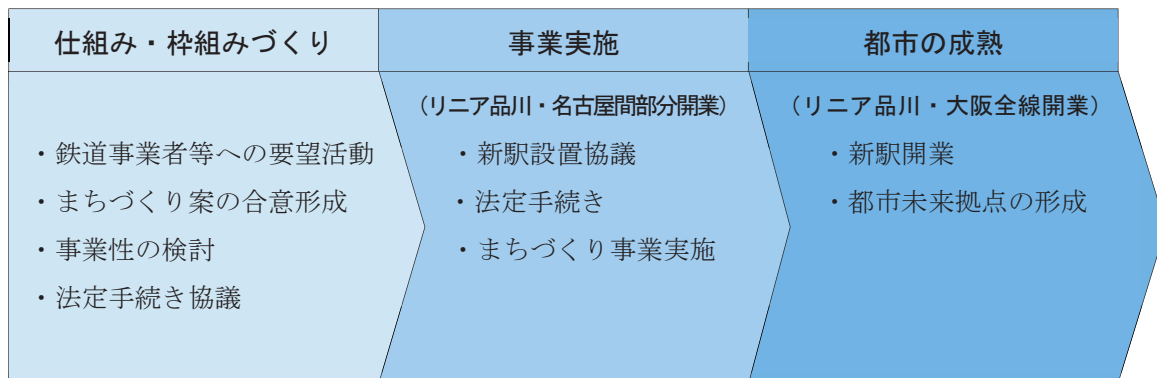 仕組み・枠組みづくり
・鉄道事業者等への要望活動
・まちづくり案の合意形成
・事業性の検討
・法定手続き協議
事業実施
（リニア品川・名古屋間部分開業）
・新駅設置協議
・法定手続き
・まちづくり事業実施
都市の成熟
（リニア品川・大阪全線開業）
・新駅開業
・都市未来拠点の形成